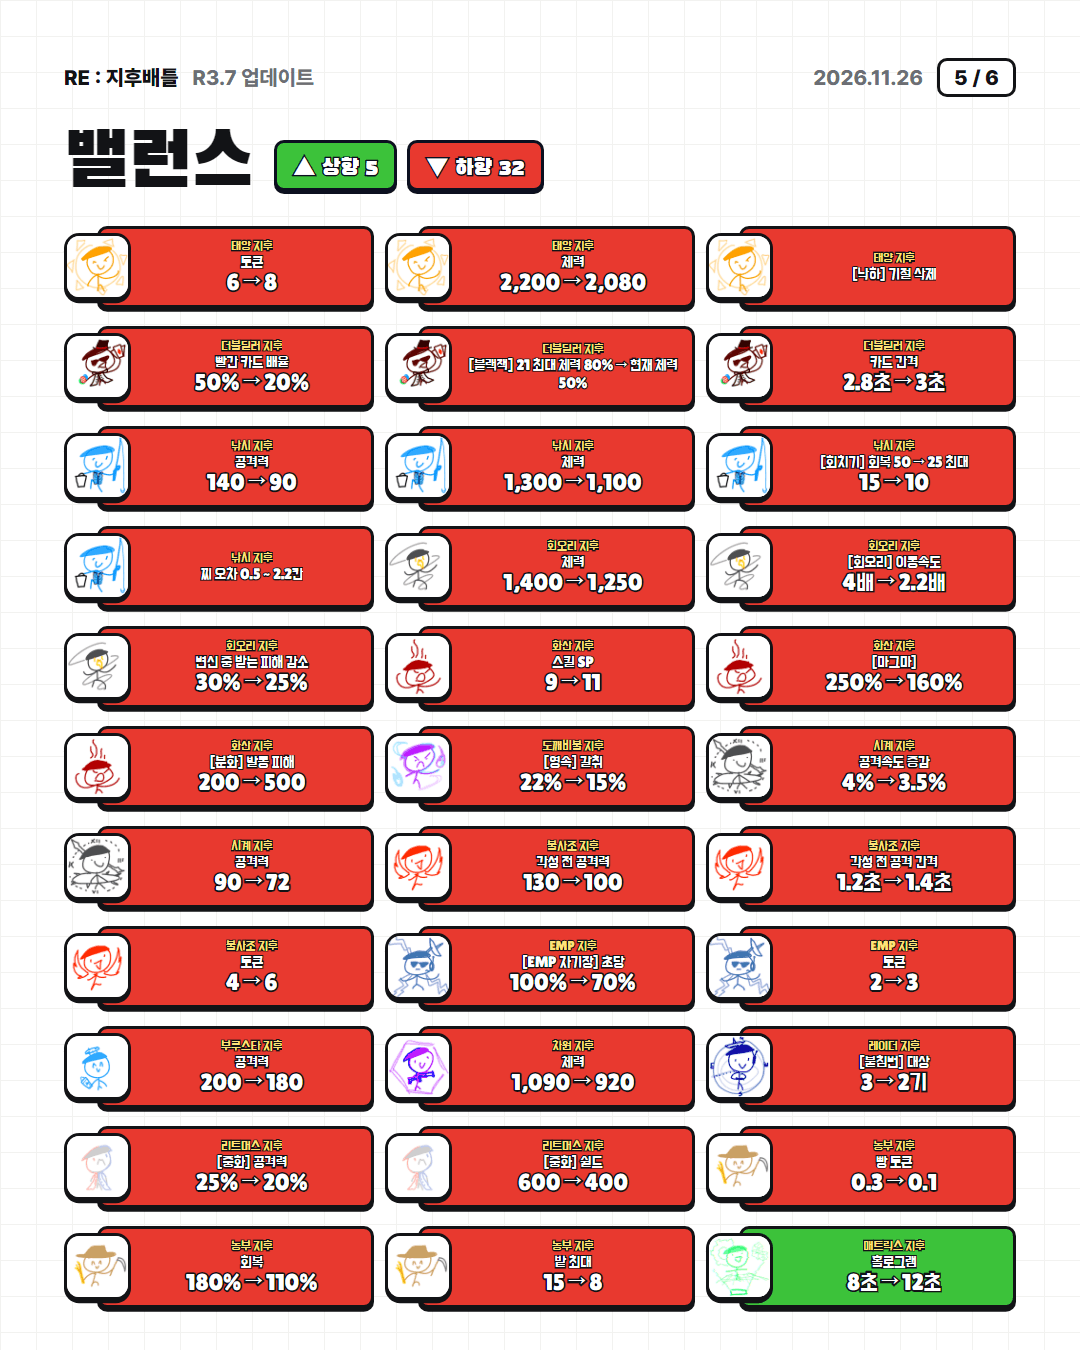 RE : 지후배틀 R3.7 업데이트
2026.11.26 5 / 6
밸런스 ▲ 상향 5 ▼ 하향 32
태양 지후
토큰
6 → 8
태양 지후
체력
2,200 → 2,080
태양 지후
[낙하] 기절 삭제
더블딜러 지후
빨간 카드 배율
50% → 20%
더블딜러 지후
[블랙잭] 21 최대 체력 80% → 현재 체력
50%
더블딜러 지후
카드 간격
2.8초 → 3초
낚시 지후
공격력
140 → 90
낚시 지후
체력
1,300 → 1,100
낚시 지후
[회치기] 회복 50 → 25 최대
15 → 10
낚시 지후
찌 오차 0.5 ~ 2.2칸
회오리 지후
체력
1,400 → 1,250
회오리 지후
[회오리] 이동속도
4배 → 2.2배
회오리 지후
변신 중 받는 피해 감소
30% → 25%
화산 지후
스킬 SP
9 → 11
화산 지후
[마그마]
250% → 160%
화산 지후
[분화] 발동 피해
200 → 500
도깨비불 지후
[영속] 갈취
22% → 15%
시계 지후
공격속도 증감
4% → 3.5%
시계 지후
공격력
90 → 72
불사조 지후
각성 전 공격력
130 → 100
불사조 지후
각성 전 공격 간격
1.2초 → 1.4초
불사조 지후
토큰
4 → 6
EMP 지후
[EMP 자기장] 초당
100% → 70%
EMP 지후
토큰
2 → 3
부루스타 지후
공격력
200 → 180
차원 지후
체력
1,090 → 920
레이더 지후
[불침번] 대상
3 → 2기
리트머스 지후
[중화] 공격력
25% → 20%
리트머스 지후
[중화] 쉴드
600 → 400
농부 지후
빵 토큰
0.3 → 0.1
농부 지후
회복
180% → 110%
농부 지후
밭 최대
15 → 8
매트릭스 지후
홀로그램
8초 → 12초